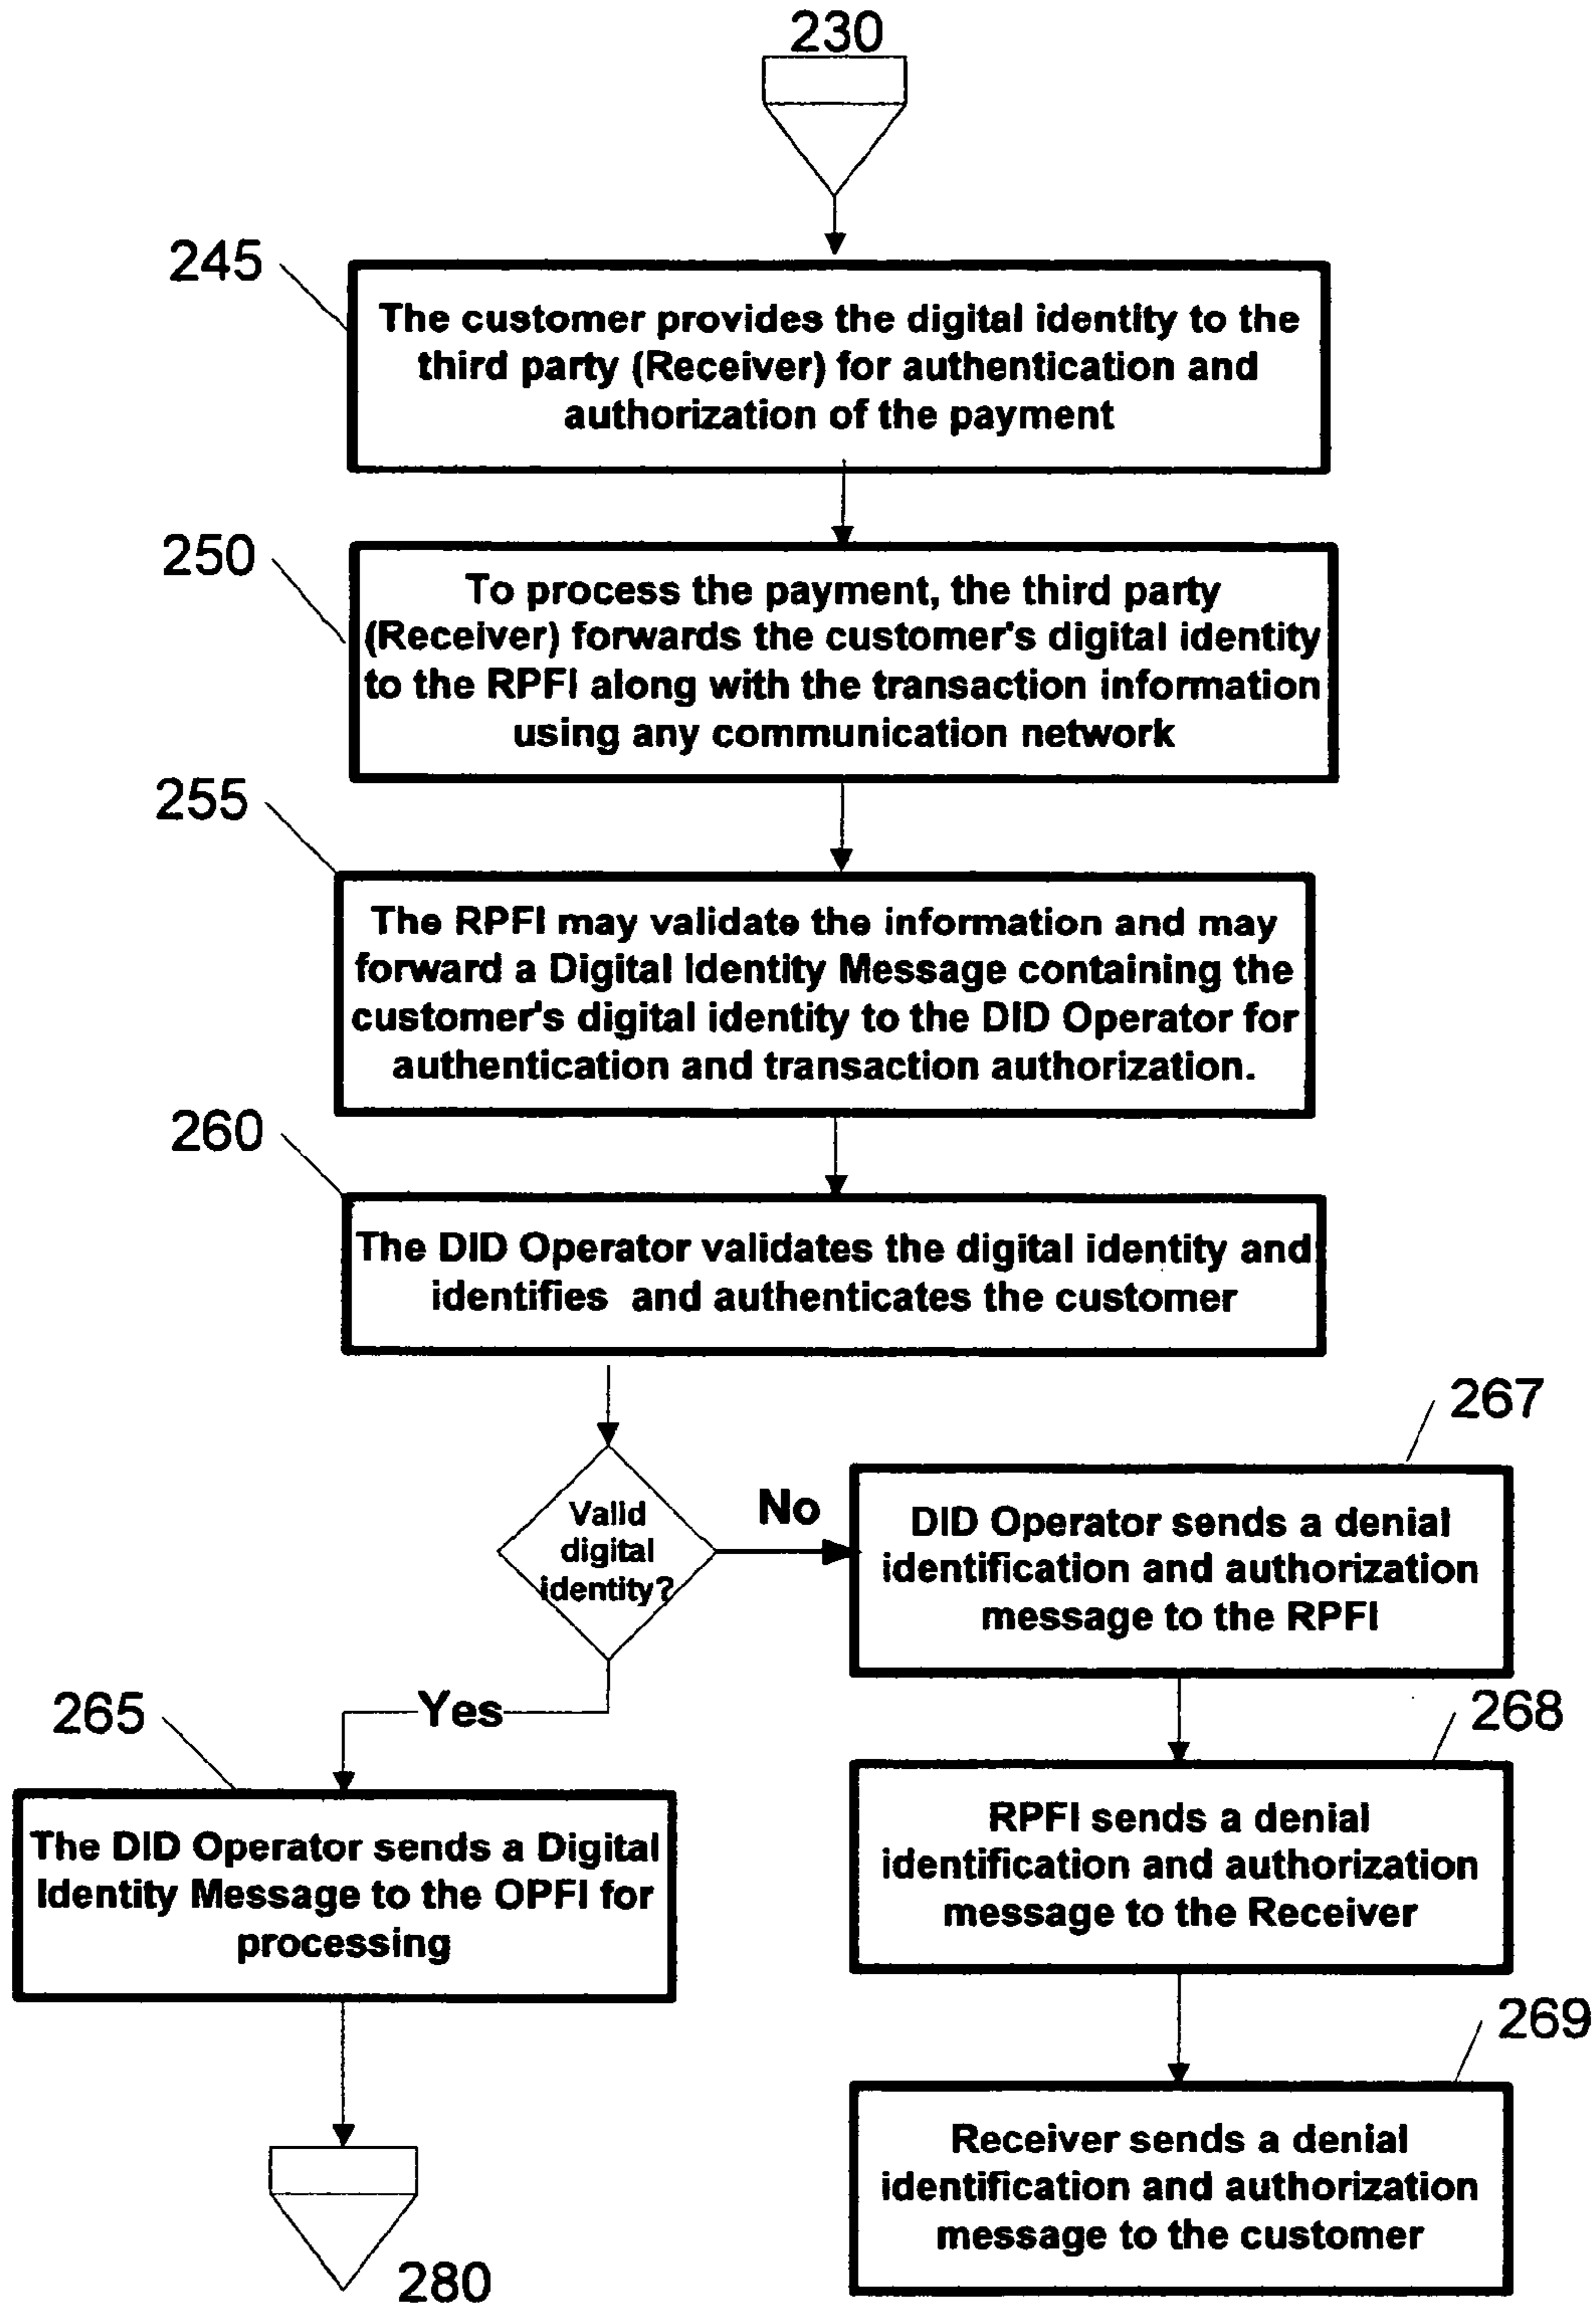 230
245
The customer provides the digital identity to the
third party (Receiver) for authentication and
authorization of the payment
250
To process the payment, the third party
(Receiver) forwards the customer's digital identity
to the RPFI along with the transaction information
using any communication network
255
The RPFI may validate the information and may
forward a Digital Identity Message containing the
customer's digital identity to the DID Operator for
authentication and transaction authorization.
260
The DID Operator validates the digital identity and
identifies and authenticates the customer
Valid
digital
identity?
No
267
DID Operator sends a denial
identification and authorization
message to the RPFI
Yes
265
The DID Operator sends a Digital
Identity Message to the OPFI for
processing
268
RPFI sends a denial
identification and authorization
message to the Receiver
269
Receiver sends a denial
identification and authorization
message to the customer
280